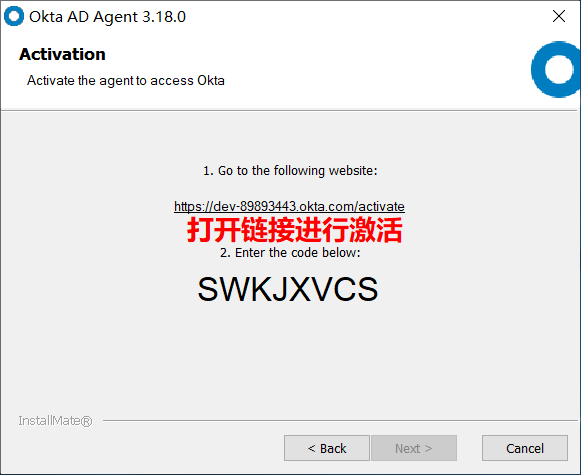 Okta AD Agent 3.18.0
Activation
Activate the agent to access Okta
1. Go to the following website:
https://dev-89893443.okta.com/activate
打开链接进行激活
2. Enter the code below:
SWKJXVCS
InstallMate®
< Back
Next >
Cancel